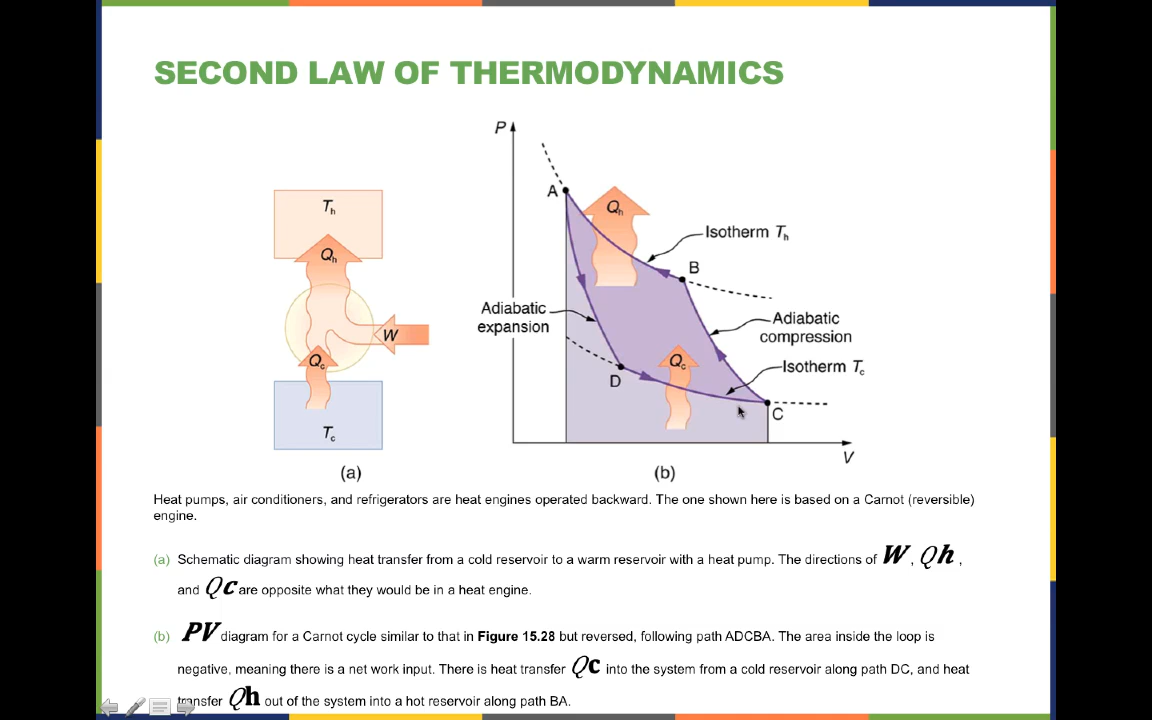 SECOND LAW OF THERMODYNAMICS
P
A
Qh
Th
Isotherm Th
Qh
B
Adiabatic
expansion
Adiabatic
compression
W
Qc
Qc
Isotherm Tc
D
C
Tc
V
(a)
(b)
Heat pumps, air conditioners, and refrigerators are heat engines operated backward. The one shown here is based on a Carnot (reversible)
engine.
(a) Schematic diagram showing heat transfer from a cold reservoir to a warm reservoir with a heat pump. The directions of W, Qh,
and Qc are opposite what they would be in a heat engine.
(b) PV diagram for a Carnot cycle similar to that in Figure 15.28 but reversed, following path ADCBA. The area inside the loop is
negative, meaning there is a net work input. There is heat transfer Qc into the system from a cold reservoir along path DC, and heat
transfer Qh out of the system into a hot reservoir along path BA.